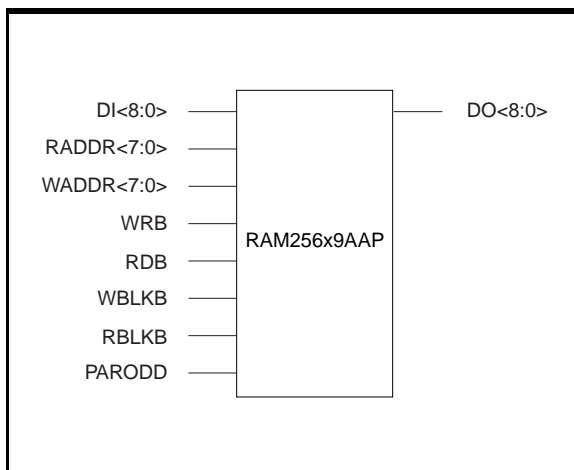 DI<8:0> DO<8:0>
RADDR<7:0>
WADDR<7:0>
WRB
RAM256x9AAP
RDB
WBLKB
RBLKB
PARODD